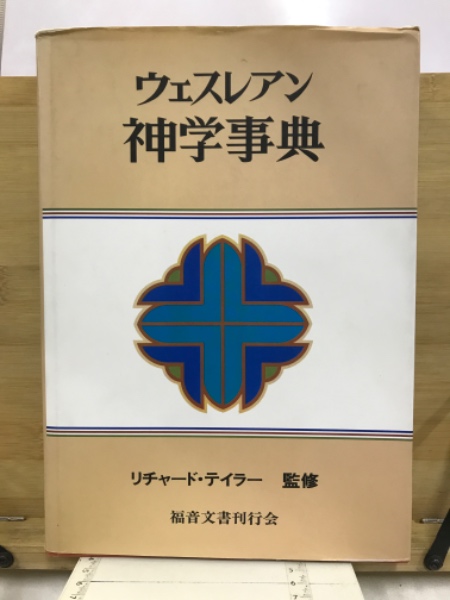 ウェスレアン
神学事典
リチャード・テイラー　監修
福音文書刊行会